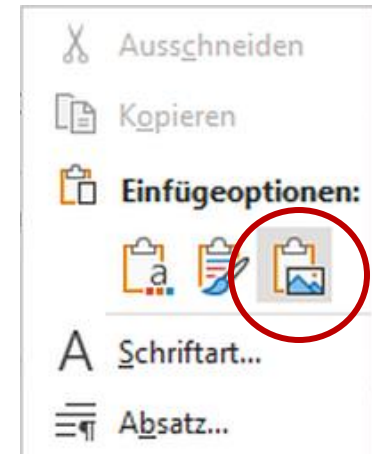 Ausschneiden
Kopieren
Einfügeoptionen:
a
A Schriftart...
Absatz...